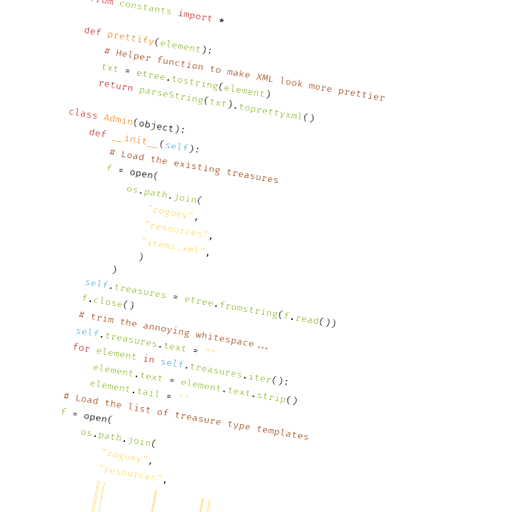 from constants import *
def prettify(element):
# Helper function to make XML look more prettier
txt = etree.tostring(element)
return parseString(txt).toprettyxml()
class Admin(object):
def __init__(self):
# Load the existing treasures
f = open(
os.path.join(
"roguey",
"resources",
"items.xml",
)
)
self.treasures = etree.fromstring(f.read())
f.close()
# trim the annoying whitespace...
self.treasures.text = ""
for element in self.treasures.iter():
element.text = element.text.strip()
element.tail = ""
# Load the list of treasure type templates
f = open(
os.path.join(
"roguey",
"resources",